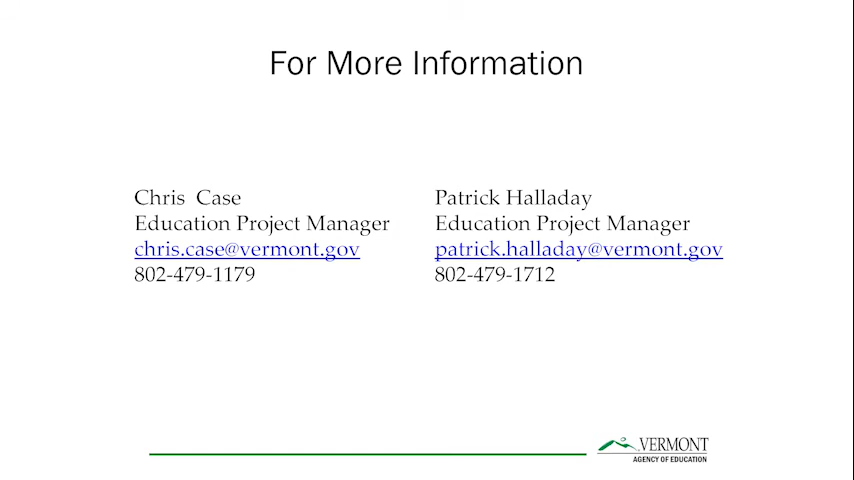 For More Information
Chris Case
Education Project Manager
chris.case@vermont.gov
802-479-1179
Patrick Halladay
Education Project Manager
patrick.halladay@vermont.gov
802-479-1712
VERMONT
AGENCY OF EDUCATION